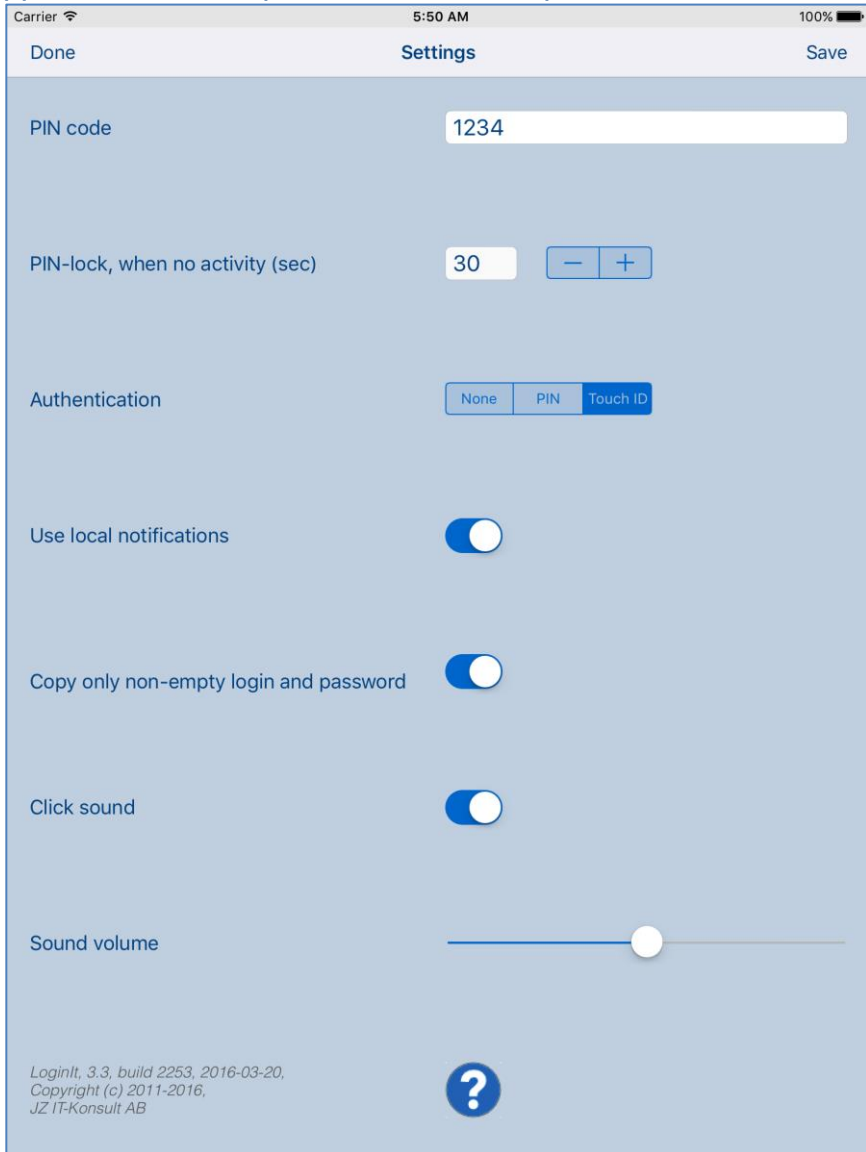 Carrier
5:50 AM
100%
Done
Settings
Save
PIN code
1234
PIN-lock, when no activity (sec)
30
− +
Authentication
None PIN Touch ID
Use local notifications
Copy only non-empty login and password
Click sound
Sound volume
LoginIt, 3.3, build 2253, 2016-03-20,
Copyright (c) 2011-2016,
JZ IT-Konsult AB
?